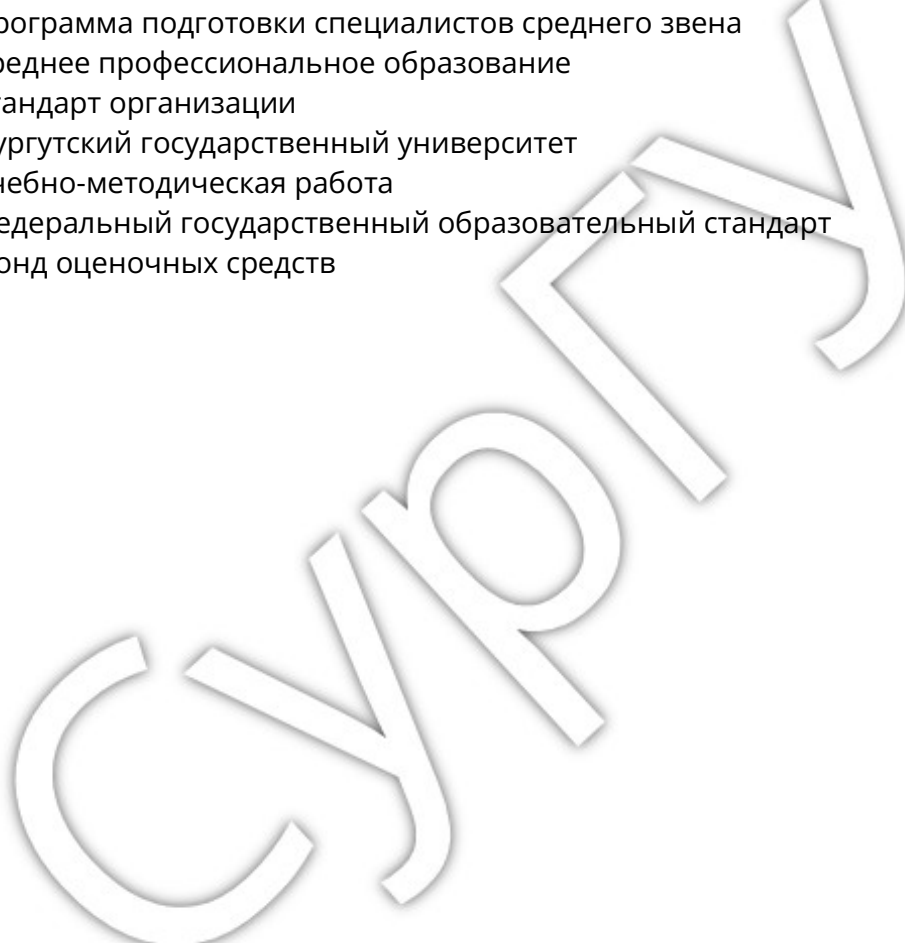 рограмма подготовки специалистов среднего звена
реднее профессиональное образование
тандарт организации
ургутский государственный университет
чебно-методическая работа
едеральный государственный образовательный стандарт
онд оценочных средств
СурГУ